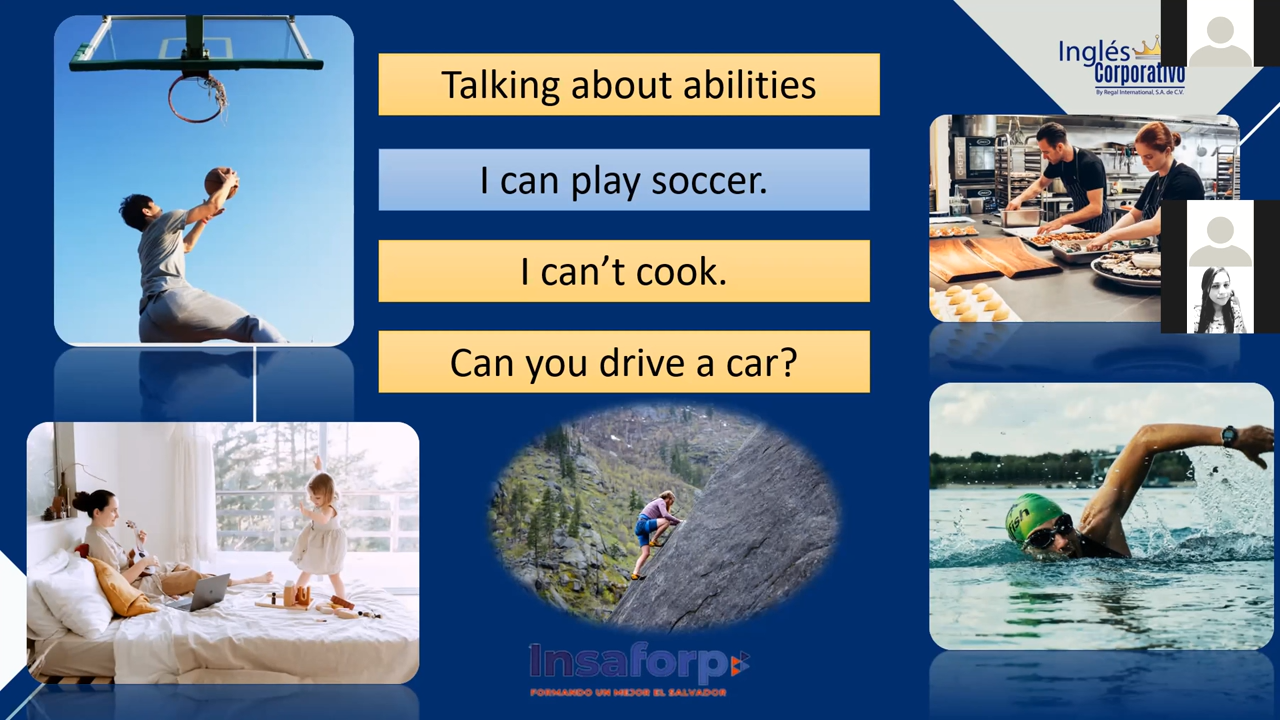 Talking about abilities
I can play soccer.
I can't cook.
Can you drive a car?
Inglés
Corporativo
By Regal International, S.A. de C.V.
fish
Insaforp
FORMANDO UN MEJOR EL SALVADOR